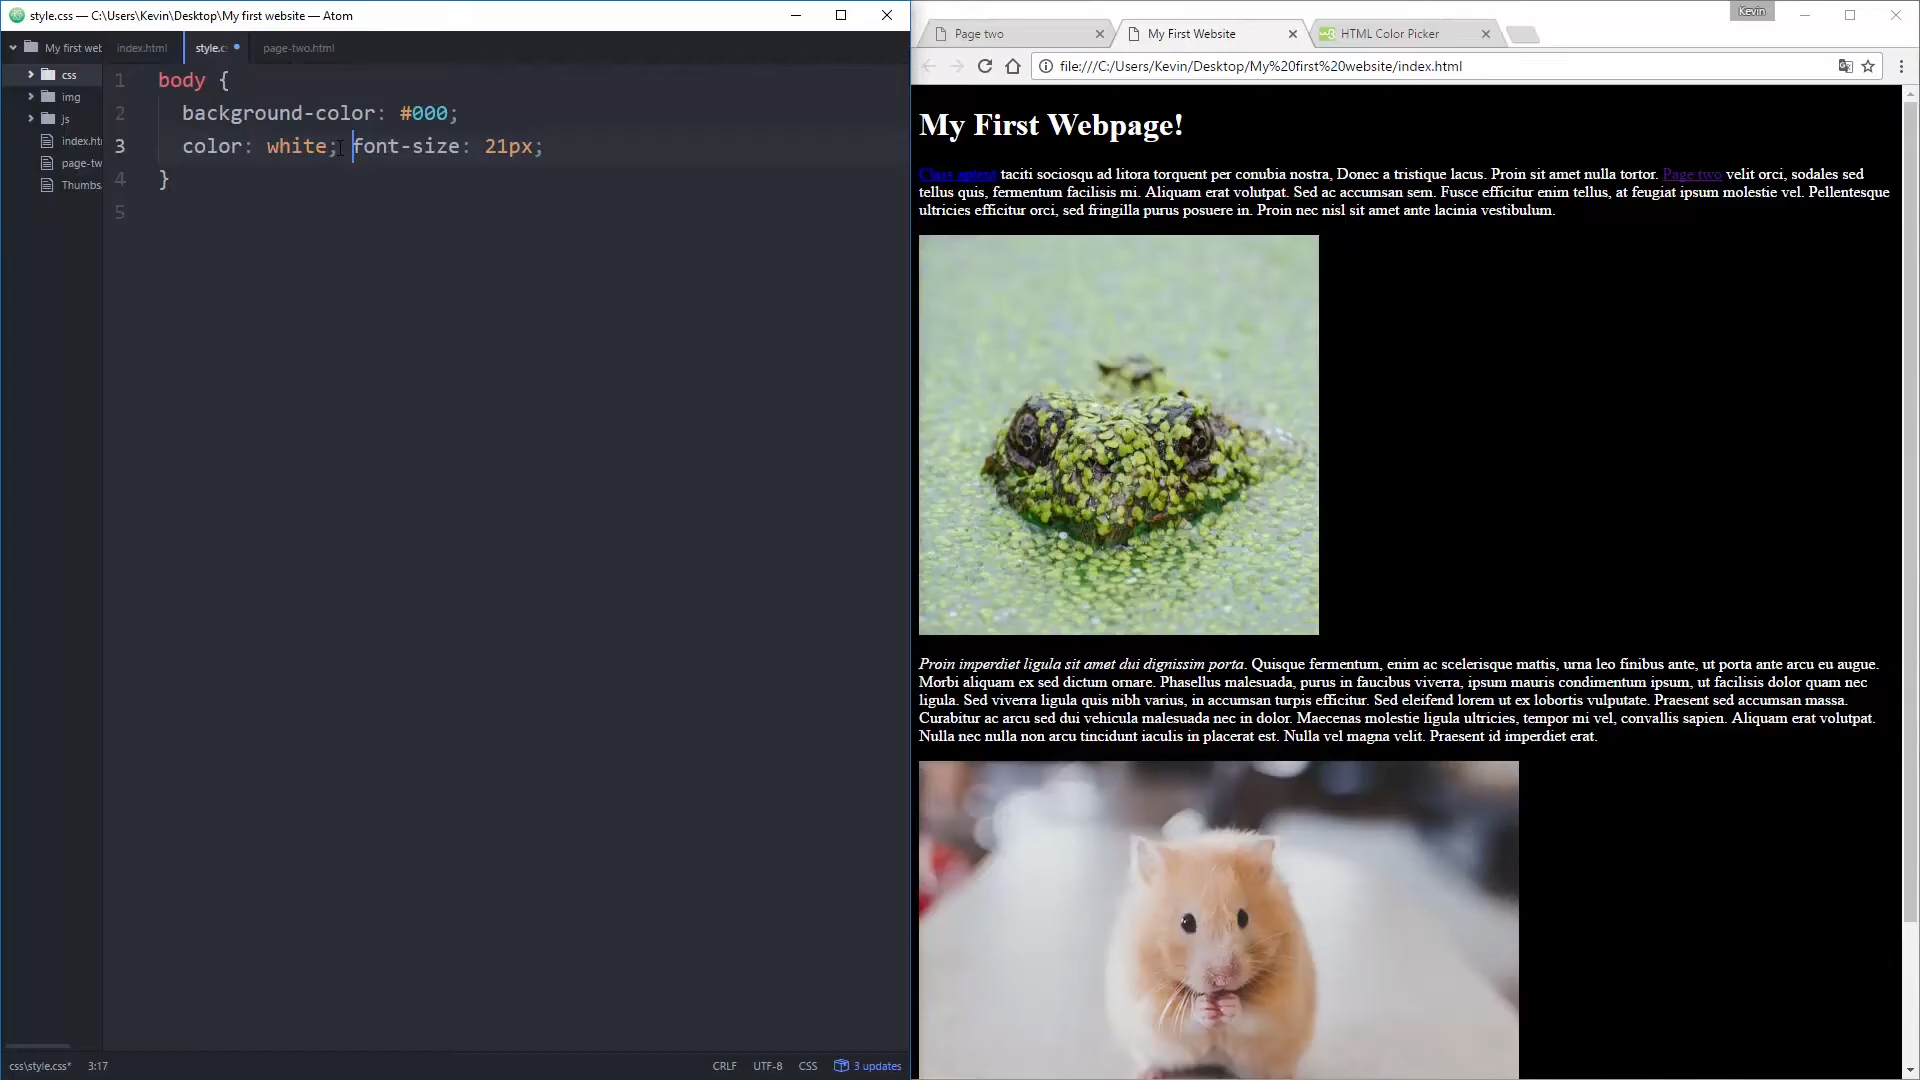 style.css — C:\Users\Kevin\Desktop\My first website — Atom
My first web
index.html
style.c
page-two.html
css
img
js
index.ht
page-tw
Thumbs.
1 body {
2 background-color: #000;
3 color: white; font-size: 21px;
4 }
5
css\style.css* 3:17
CRLF UTF-8 CSS 3 updates
Kevin
Page two
My First Website
HTML Color Picker
file:///C:/Users/Kevin/Desktop/My%20first%20website/index.html
My First Webpage!
Class aptent taciti sociosqu ad litora torquent per conubia nostra, Donec a tristique lacus. Proin sit amet nulla tortor. Page two velit orci, sodales sed
tellus quis, fermentum facilisis mi. Aliquam erat volutpat. Sed ac accumsan sem. Fusce efficitur enim tellus, at feugiat ipsum molestie vel. Pellentesque
ultricies efficitur orci, sed fringilla purus posuere in. Proin nec nisl sit amet ante lacinia vestibulum.
Proin imperdiet ligula sit amet dui dignissim porta. Quisque fermentum, enim ac scelerisque mattis, urna leo finibus ante, ut porta ante arcu eu augue.
Morbi aliquam ex sed dictum ornare. Phasellus malesuada, purus in faucibus viverra, ipsum mauris condimentum ipsum, ut facilisis dolor quam nec
ligula. Sed viverra ligula quis nibh varius, in accumsan turpis efficitur. Sed eleifend lorem ut ex lobortis vulputate. Praesent sed accumsan massa.
Curabitur ac arcu sed dui vehicula malesuada nec in dolor. Maecenas molestie ligula ultricies, tempor mi vel, convallis sapien. Aliquam erat volutpat.
Nulla nec nulla non arcu tincidunt iaculis in placerat est. Nulla vel magna velit. Praesent id imperdiet erat.